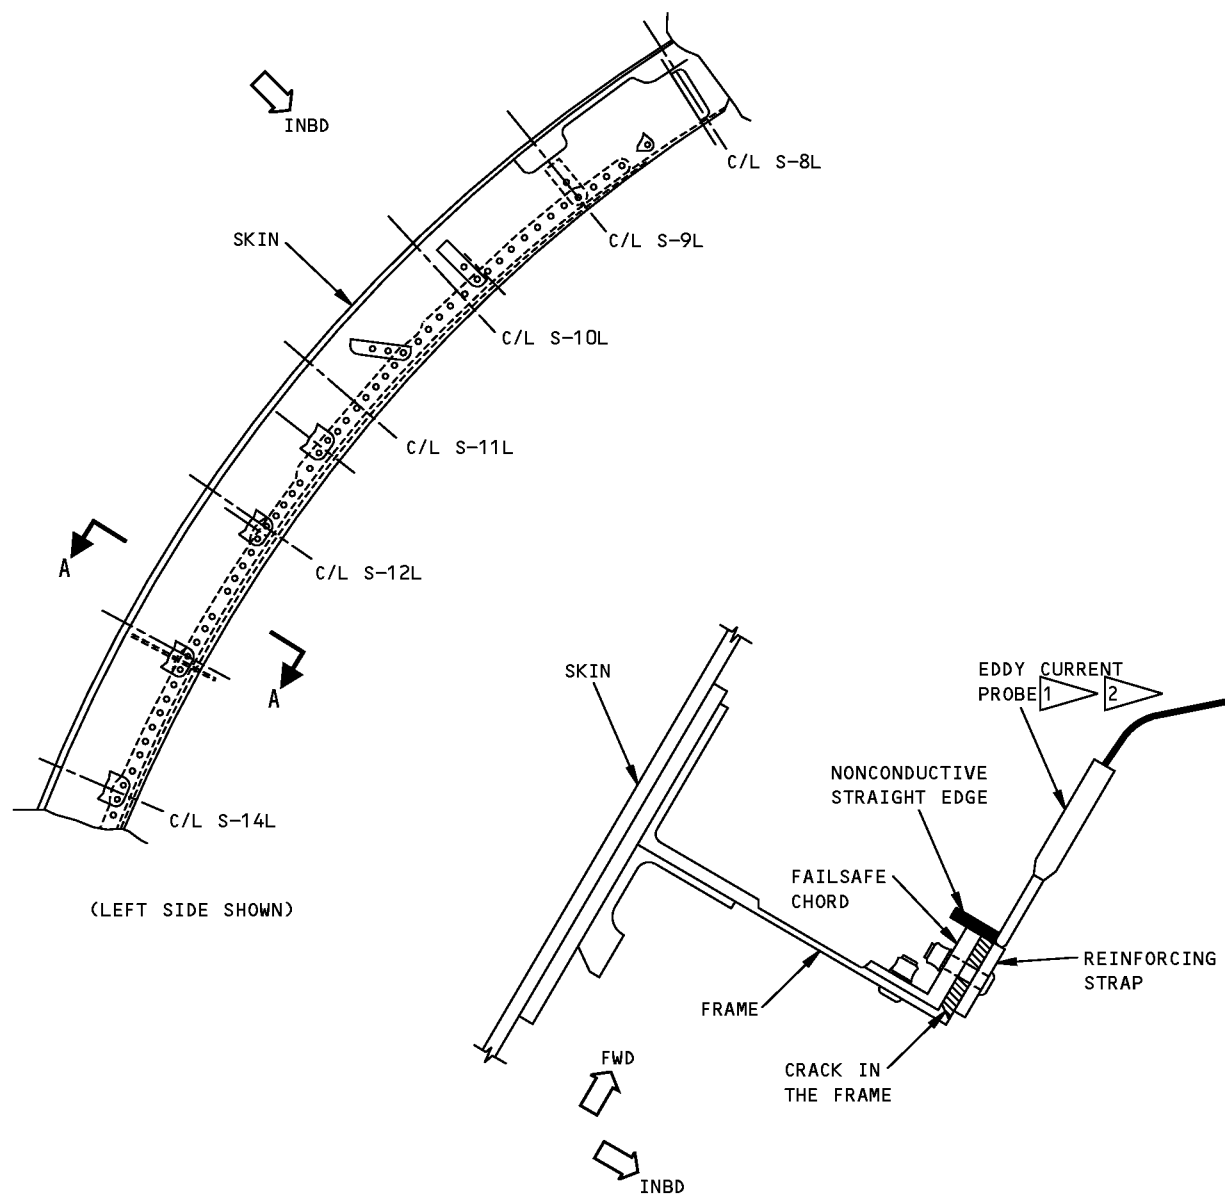 INBD
C/L S-8L
SKIN
C/L S-9L
C/L S-10L
C/L S-11L
A
C/L S-12L
A
C/L S-14L
(LEFT SIDE SHOWN)
SKIN
EDDY CURRENT
PROBE 1 2
NONCONDUCTIVE
STRAIGHT EDGE
FAILSAFE
CHORD
REINFORCING
STRAP
FRAME
CRACK IN
THE FRAME
FWD
INBD